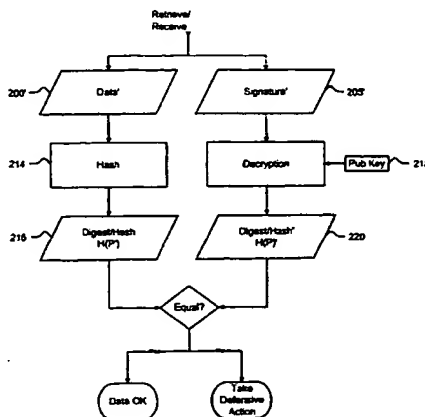 Retrieve/
Receive
200'
Data'
Signature'
205'
214
Hash
Decryption
Pub Key
21
215
Digest/Hash
H(P')
Digest/Hash'
H(P)'
220
Equal?
Data OK
Take
Defensive
Action